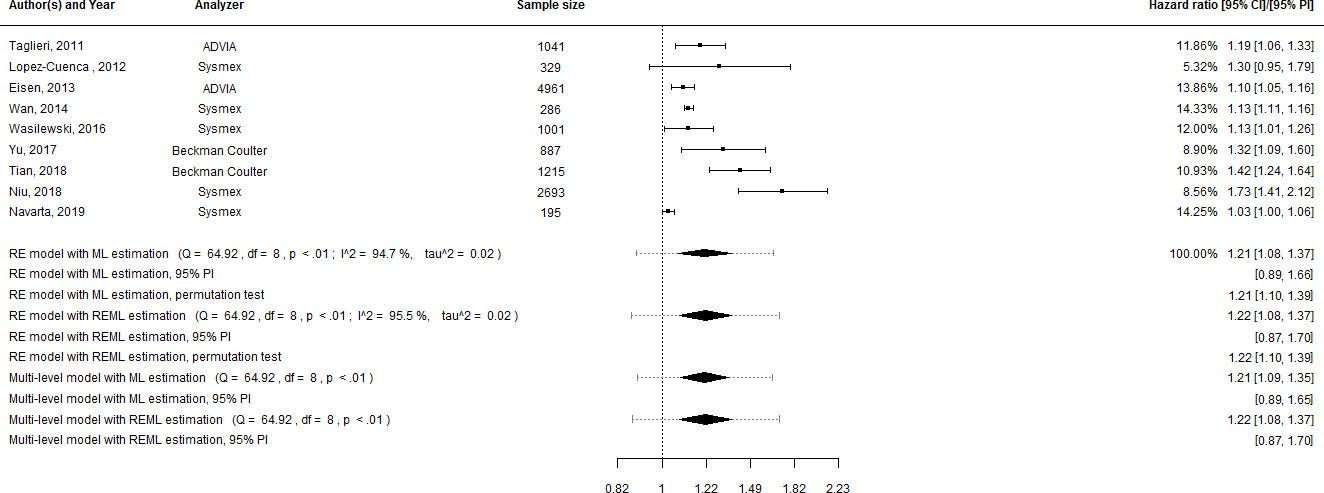 Author(s) and Year Analyzer Sample size Hazard ratio [95% CI]/[95% PI]
Taglieri, 2011 ADVIA 1041 11.86% 1.19 [1.06, 1.33]
Lopez-Cuenca , 2012 Sysmex 329 5.32% 1.30 [0.95, 1.79]
Eisen, 2013 ADVIA 4961 13.86% 1.10 [1.05, 1.16]
Wan, 2014 Sysmex 286 14.33% 1.13 [1.11, 1.16]
Wasilewski, 2016 Sysmex 1001 12.00% 1.13 [1.01, 1.26]
Yu, 2017 Beckman Coulter 887 8.90% 1.32 [1.09, 1.60]
Tian, 2018 Beckman Coulter 1215 10.93% 1.42 [1.24, 1.64]
Niu, 2018 Sysmex 2693 8.56% 1.73 [1.41, 2.12]
Navarta, 2019 Sysmex 195 14.25% 1.03 [1.00, 1.06]
RE model with ML estimation (Q = 64.92 , df = 8 , p < .01 ; I^2 = 94.7 %, tau^2 = 0.02 ) 100.00% 1.21 [1.08, 1.37]
RE model with ML estimation, 95% PI [0.89, 1.66]
RE model with ML estimation, permutation test 1.21 [1.10, 1.39]
RE model with REML estimation (Q = 64.92 , df = 8 , p < .01 ; I^2 = 95.5 %, tau^2 = 0.02 ) 1.22 [1.08, 1.37]
RE model with REML estimation, 95% PI [0.87, 1.70]
RE model with REML estimation, permutation test 1.22 [1.10, 1.39]
Multi-level model with ML estimation (Q = 64.92 , df = 8 , p < .01 ) 1.21 [1.09, 1.35]
Multi-level model with ML estimation, 95% PI [0.89, 1.65]
Multi-level model with REML estimation (Q = 64.92 , df = 8 , p < .01 ) 1.22 [1.08, 1.37]
Multi-level model with REML estimation, 95% PI [0.87, 1.70]
0.82 1 1.22 1.49 1.82 2.23